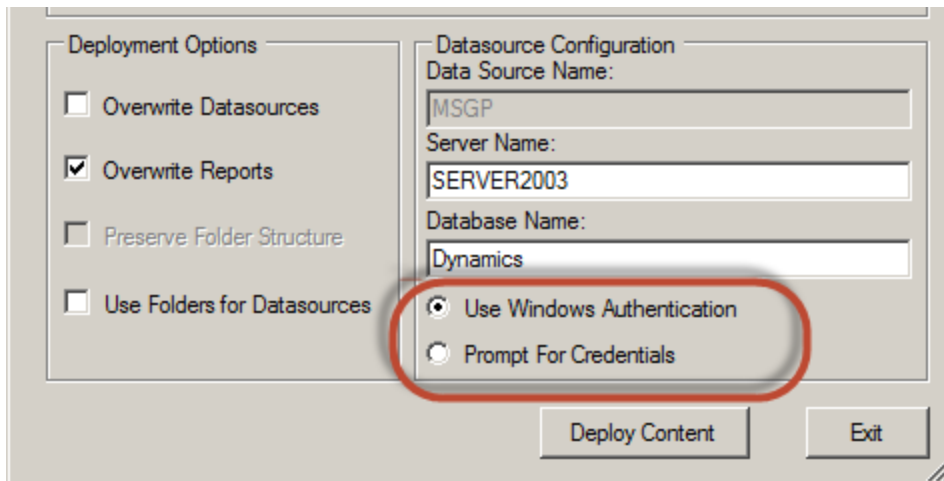 Deployment Options
Overwrite Datasources
Overwrite Reports
Preserve Folder Structure
Use Folders for Datasources
Datasource Configuration
Data Source Name:
MSGP
Server Name:
SERVER2003
Database Name:
Dynamics
Use Windows Authentication
Prompt For Credentials
Deploy Content
Exit